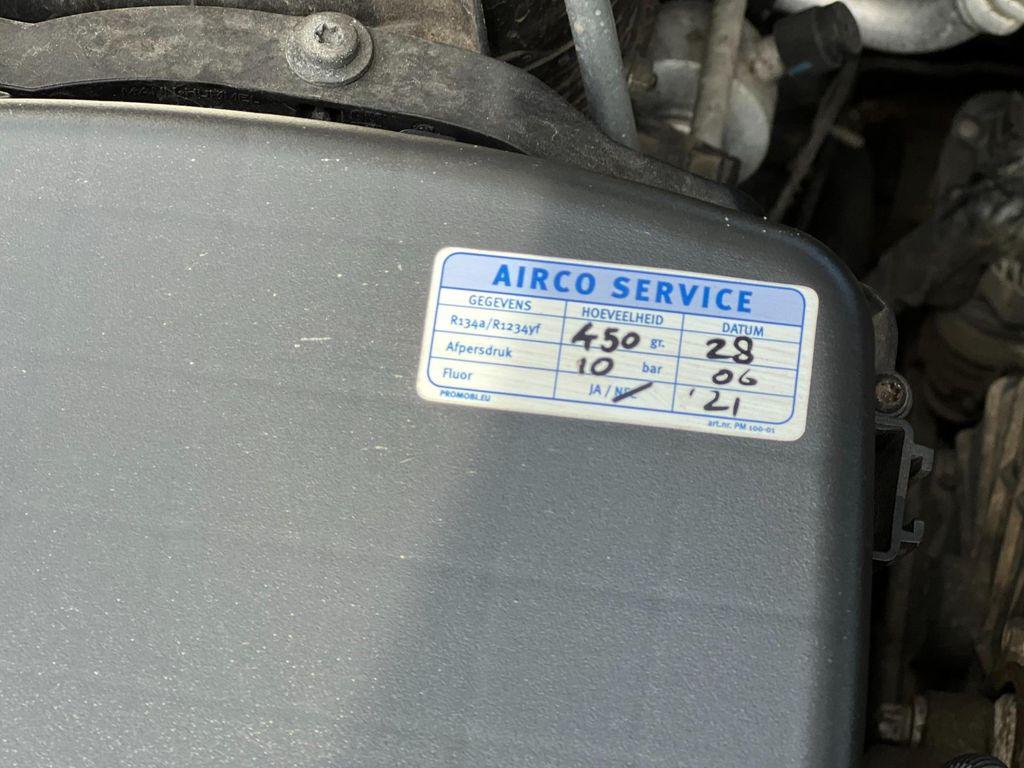 AIRCO SERVICE
GEGEVENS HOEVEELHEID DATUM
R134a/R1234yf 450 gr. 28
Afpersdruk 10 bar 06
Fluor JA / NEE '21
PROMOBI.EU art.nr. PM 100-01